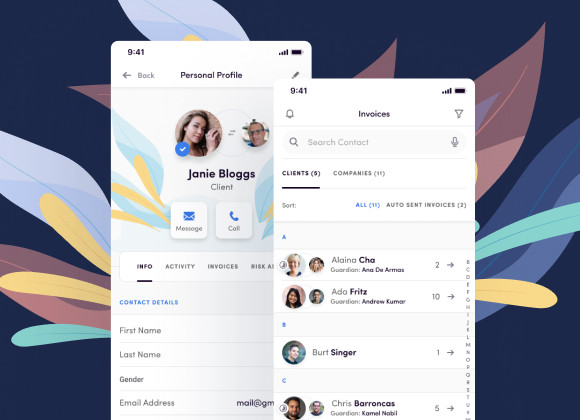 9:41
Back
Personal Profile
Janie Bloggs
Client
Message
Call
INFO ACTIVITY INVOICES RISK A
CONTACT DETAILS
First Name
Last Name
Gender
Email Address mail@gm
9:41
Invoices
Search Contact
CLIENTS (5) COMPANIES (11)
Sort: ALL (11) AUTO SENT INVOICES (2)
A
Alaina Cha
Guardian: Ana De Armas
2
Ada Fritz
Guardian: Andrew Kumar
10
B
Burt Singer
1
C
Chris Barroncas
Guardian: Kamel Nabil
5
B
C
D
E
F
G
H
I
J
K
L
M
N
O
P
Q
R
S
T
U